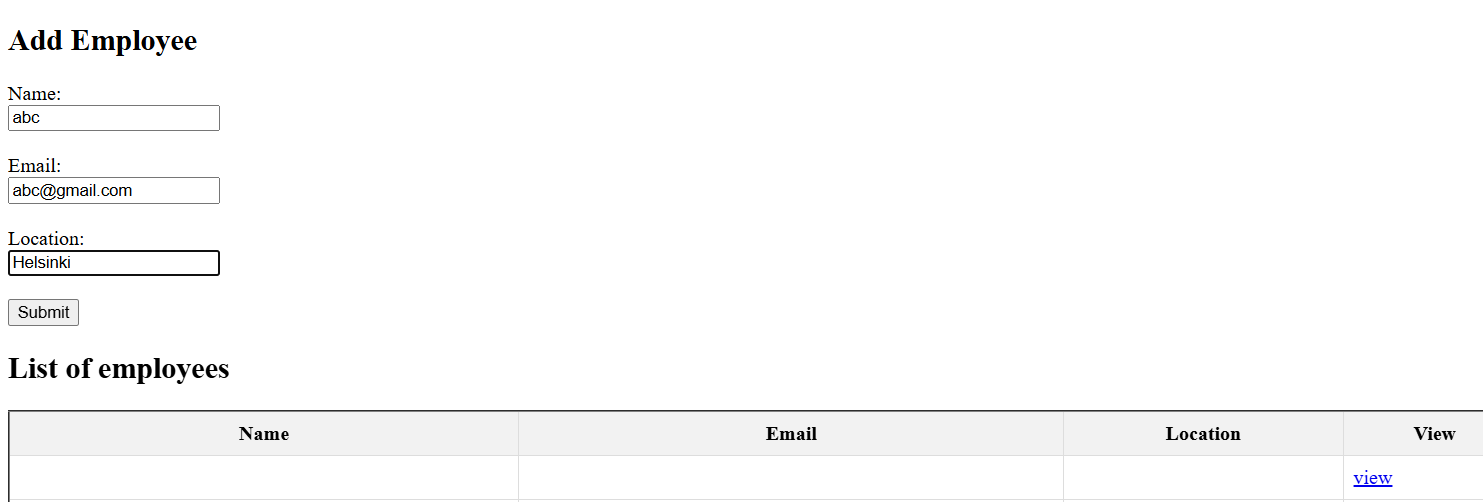 Add Employee
Name:
abc
Email:
abc@gmail.com
Location:
Helsinki
Submit
List of employees
Name Email Location View
view